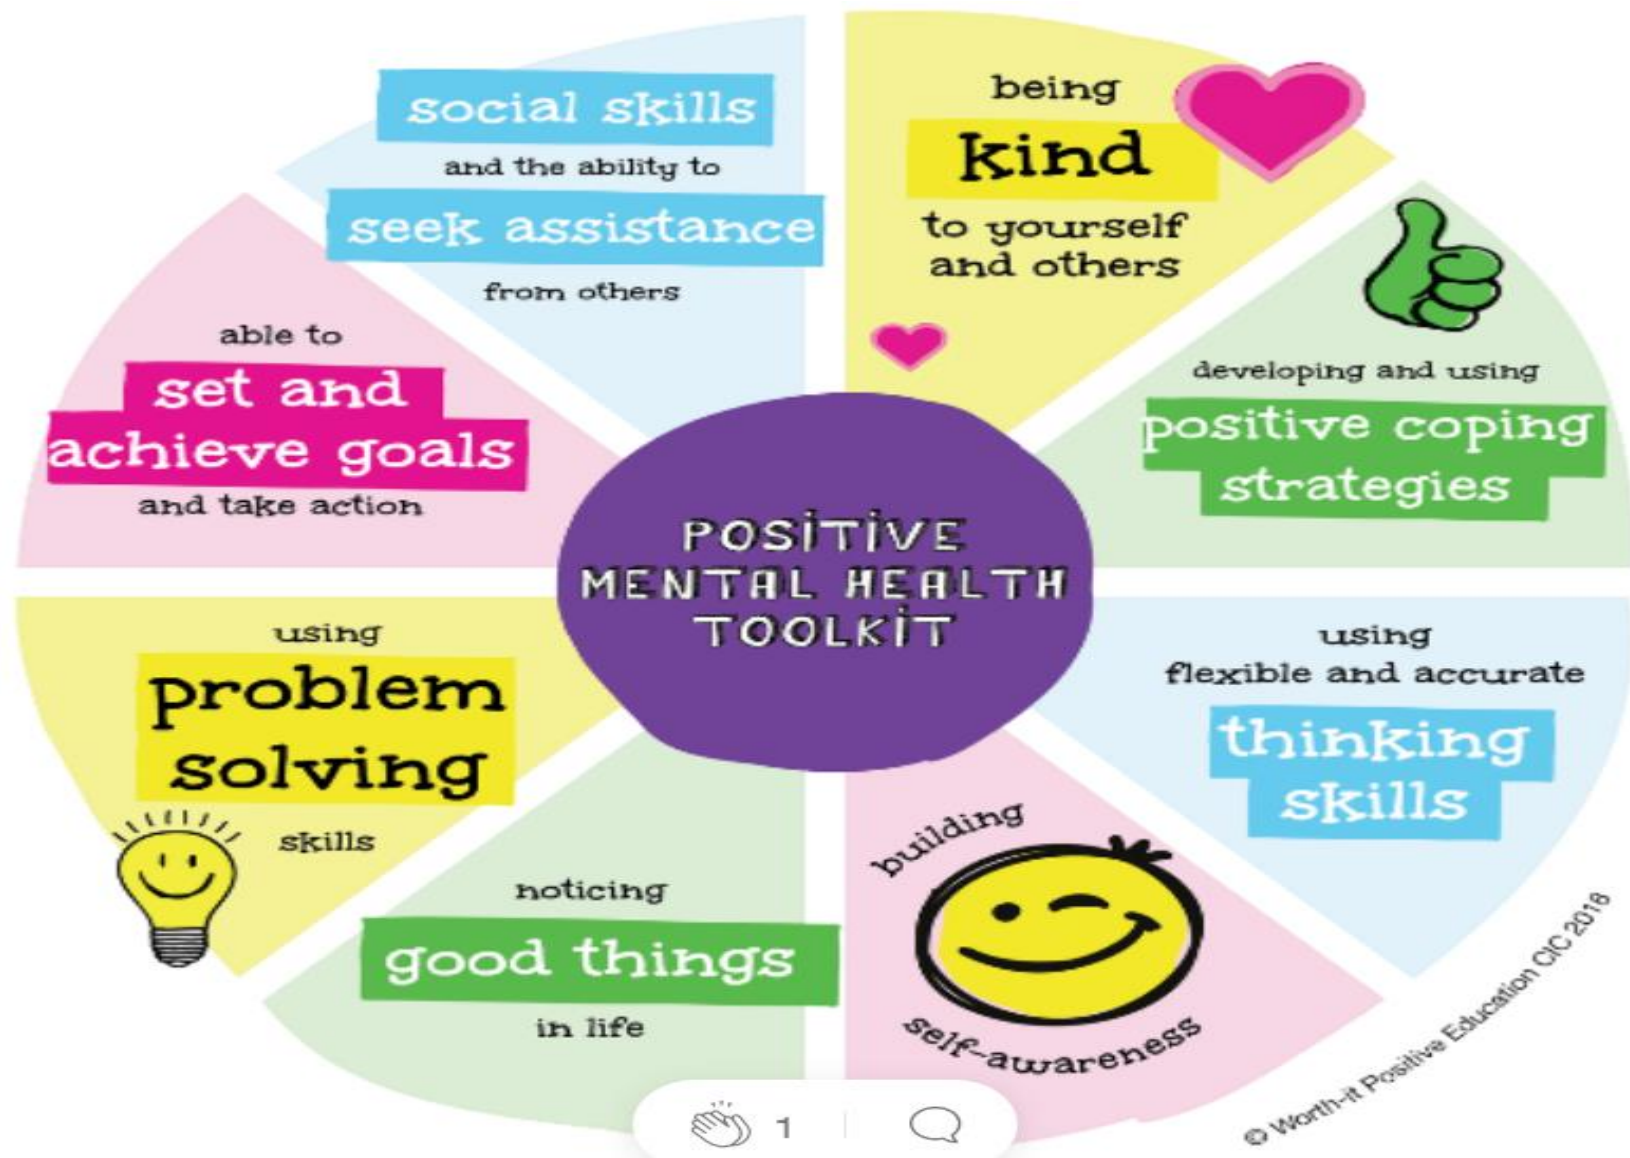 social skills
and the ability to
seek assistance
from others
being
kind
to yourself
and others
developing and using
positive coping
strategies
using
flexible and accurate
thinking
skills
building
self-awareness
noticing
good things
in life
using
problem
solving
skills
able to
set and
achieve goals
and take action
POSITIVE
MENTAL HEALTH
TOOLKIT
© Worth-it Positive Education CIC 2018
1